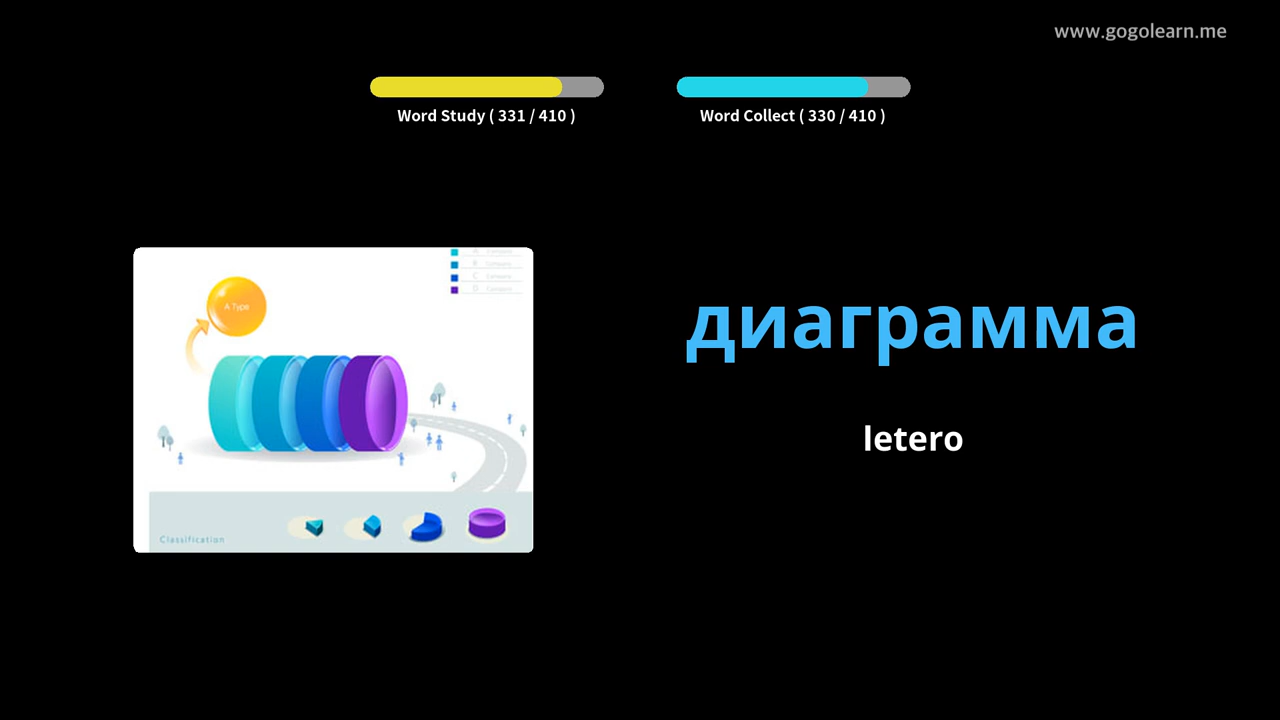 www.gogolearn.me
Word Study ( 331 / 410 )
Word Collect ( 330 / 410 )
A Type
B
C
D
диаграмма
letero
Classification